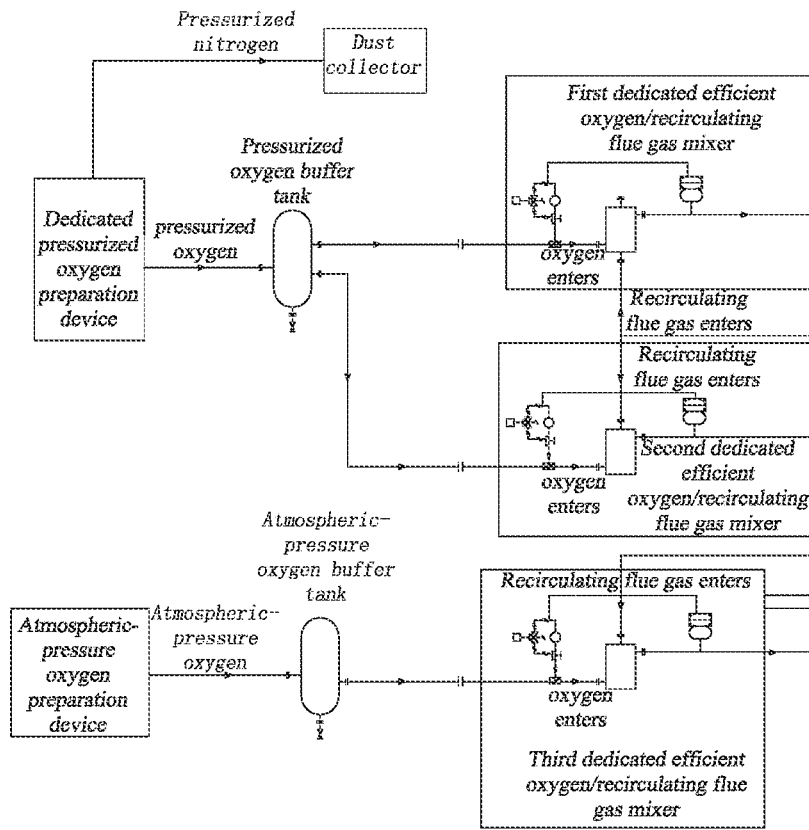 Pressurized
nitrogen
Dust
collector
First dedicated efficient
oxygen/recirculating
flue gas mixer
Pressurized
oxygen buffer
tank
Dedicated
pressurized
oxygen
preparation
device
pressurized
oxygen
oxygen
enters
Recirculating
flue gas enters
Recirculating
flue gas enters
oxygen
enters
Second dedicated
efficient
oxygen/recirculating
flue gas mixer
Atmospheric-
pressure
oxygen buffer
tank
Recirculating flue gas enters
Atmospheric-
pressure
oxygen
preparation
device
Atmospheric-
pressure
oxygen
oxygen
enters
Third dedicated efficient
oxygen/recirculating flue
gas mixer